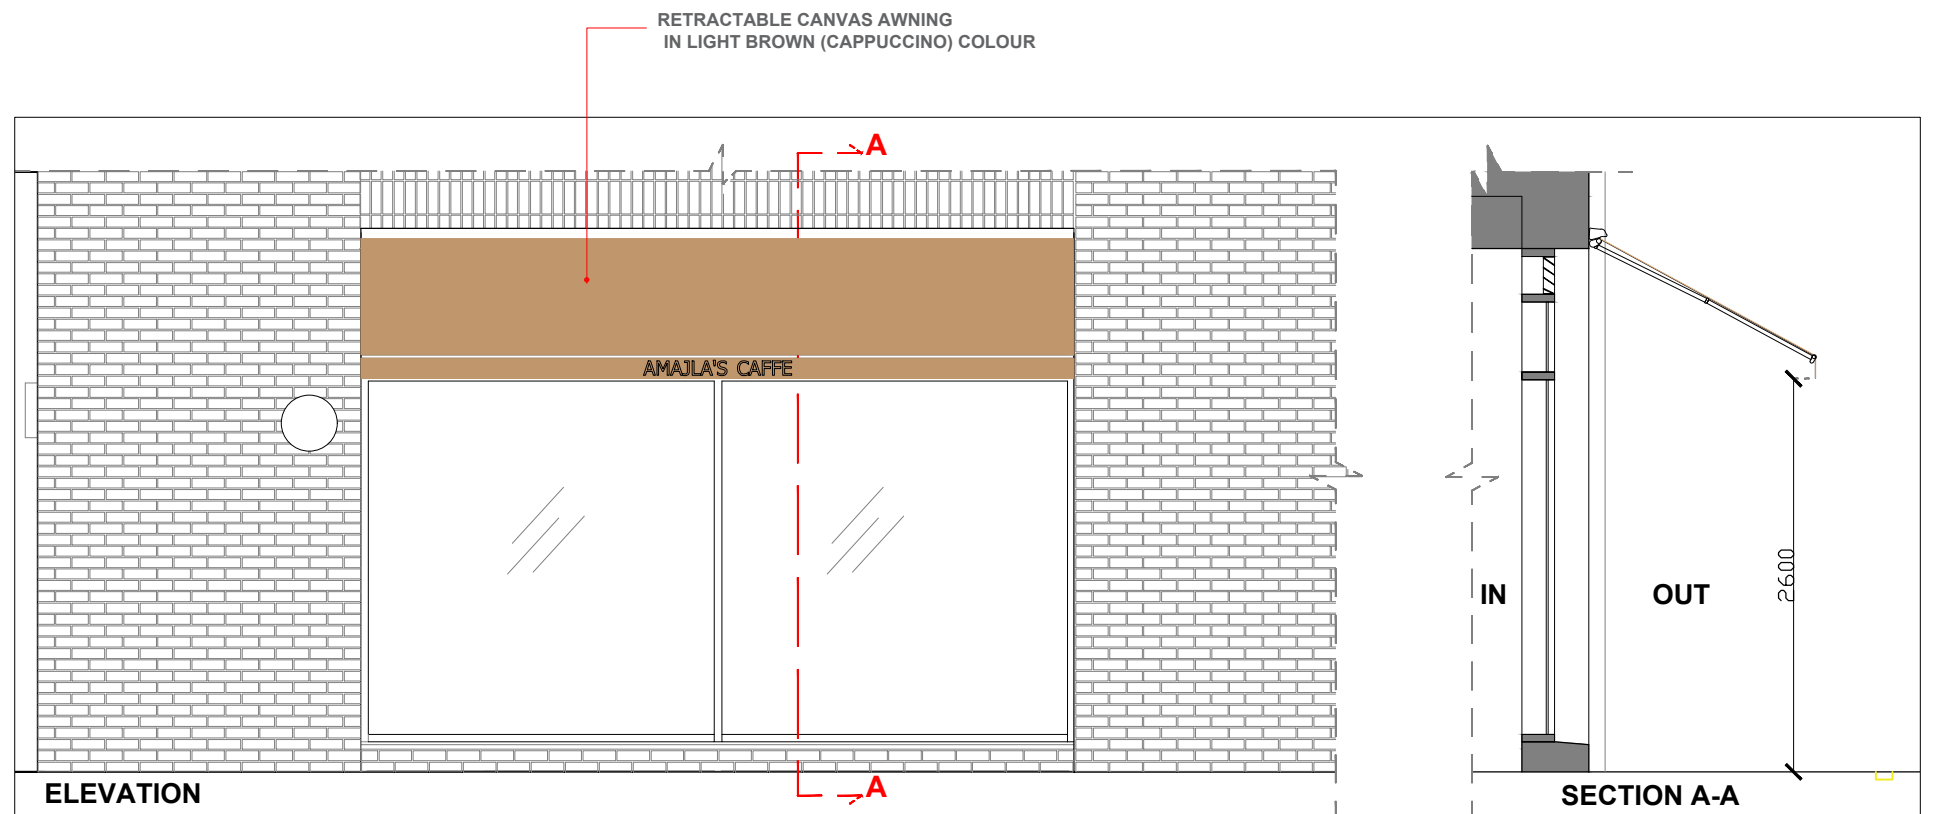 RETRACTABLE CANVAS AWNING
IN LIGHT BROWN (CAPPUCCINO) COLOUR
A
AMAJLA'S CAFFE
2600
IN
OUT
A
ELEVATION
SECTION A-A